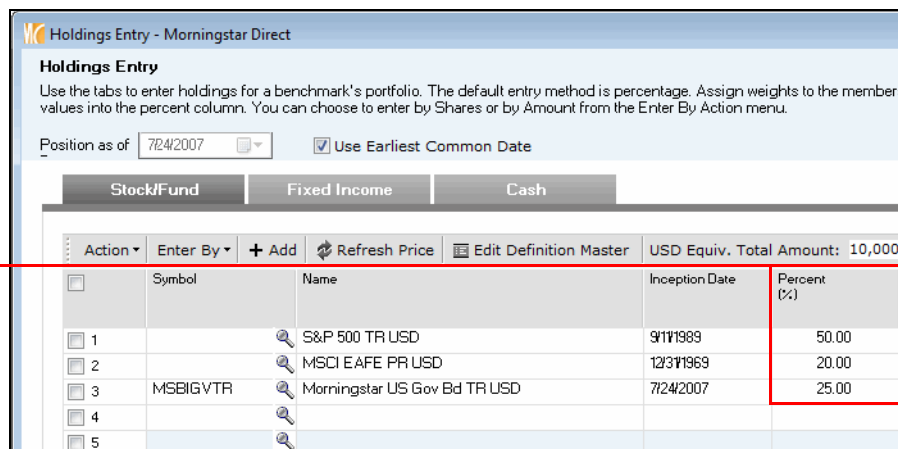 Holdings Entry - Morningstar Direct
Holdings Entry
Use the tabs to enter holdings for a benchmark's portfolio. The default entry method is percentage. Assign weights to the member
values into the percent column. You can choose to enter by Shares or by Amount from the Enter By Action menu.
Position as of 7/24/2007 Use Earliest Common Date
Stock/Fund Fixed Income Cash
Action Enter By + Add Refresh Price Edit Definition Master USD Equiv. Total Amount: 10,000
Symbol Name Inception Date Percent
(%)
1 S&P 500 TR USD 9/11/1989 50.00
2 MSCI EAFE PR USD 12/31/1969 20.00
3 MSBIGVTR Morningstar US Gov Bd TR USD 7/24/2007 25.00
4
5